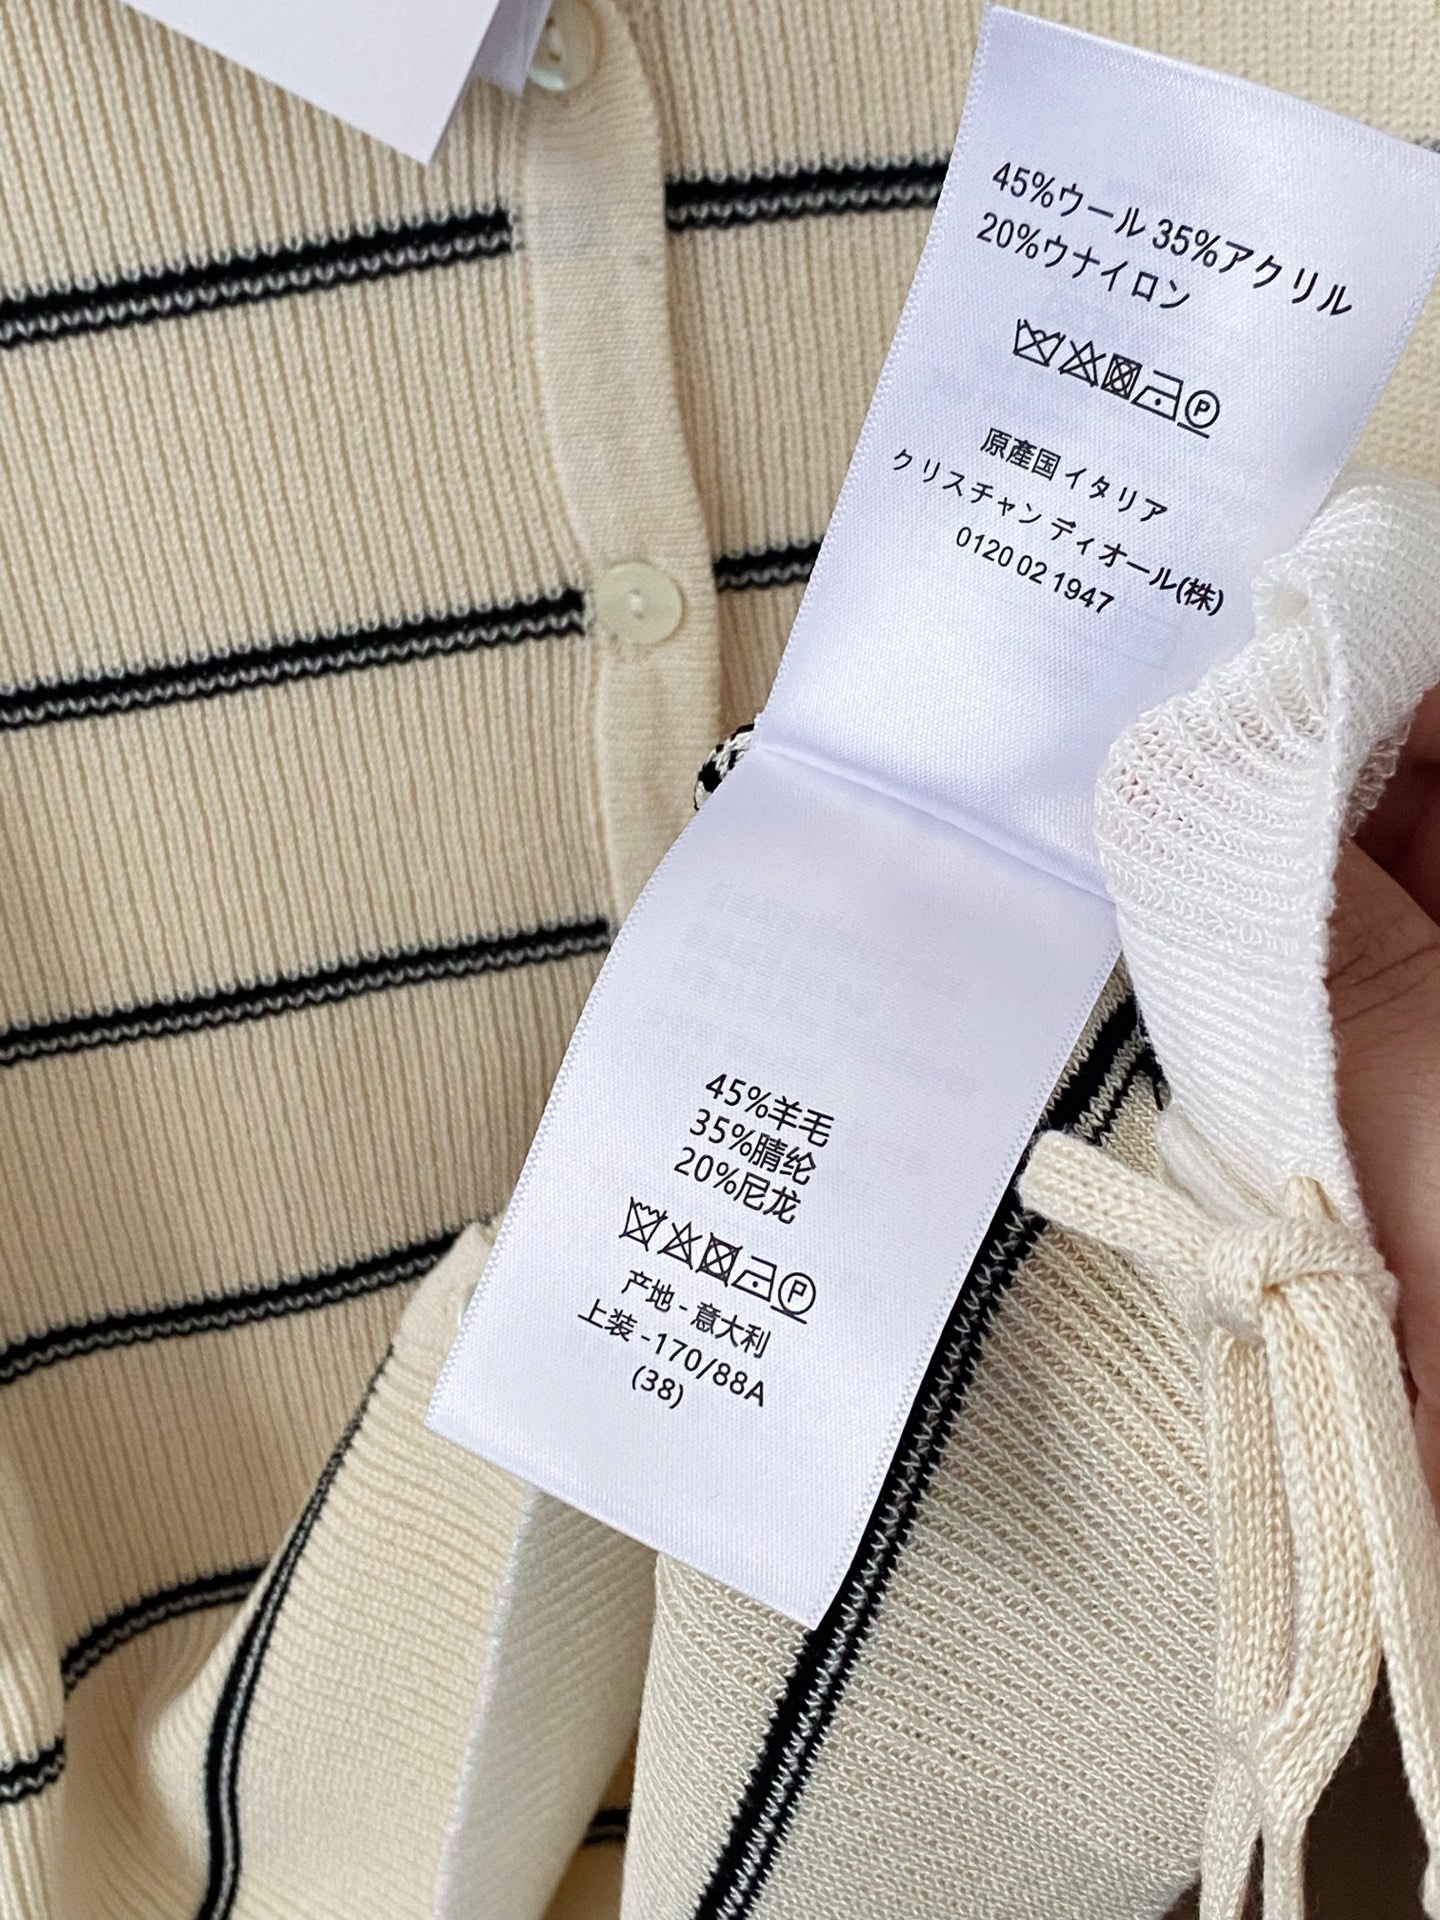 45%ウール 35%アクリル
20%ウナイロン
P
原產国 イタリア
クリスチャン ディオール(株)
0120 02 1947
45%羊毛
35%腈纶
20%尼龙
P
产地 - 意大利
上装 -170/88A
(38)